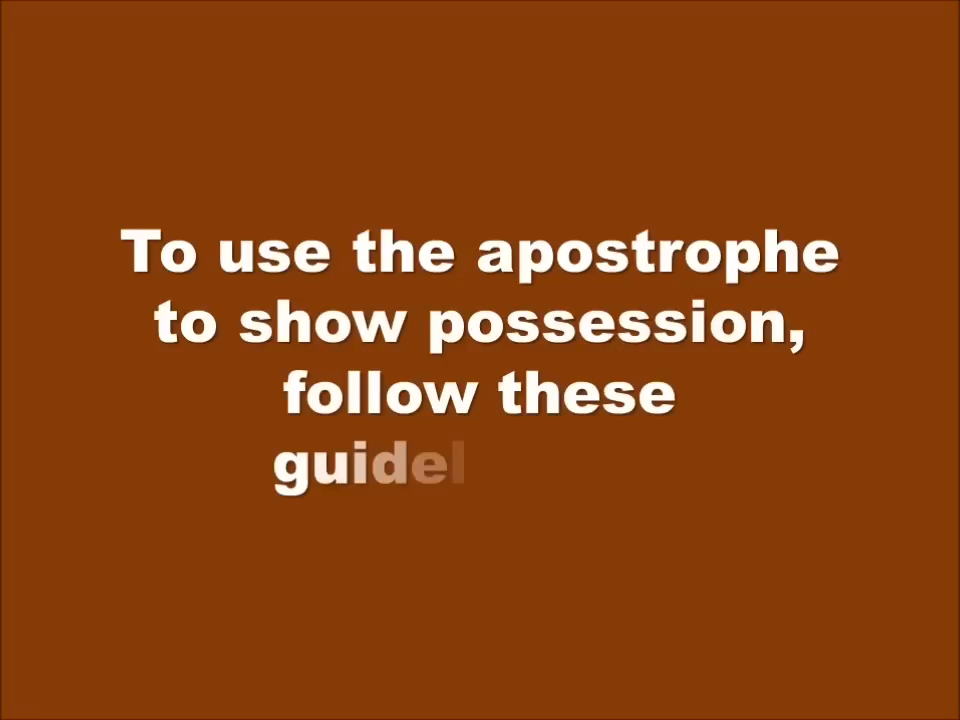 To use the apostrophe
to show possession,
follow these
guidel